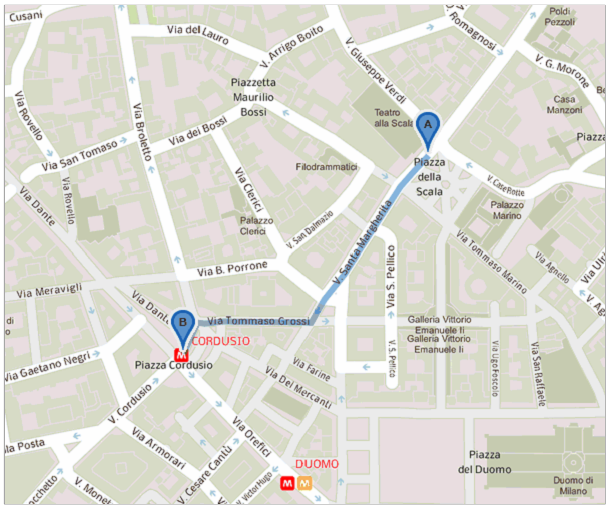 Cusani
Via del Lauro
V. Arrigo Boito
V. Giuseppe Verdi
Romagnosi
Poldi
Pezzoli
V. G. Morone
Piazzetta
Maurilio
Bossi
Via Rovello
Via Broletto
Teatro
alla Scala
A
Casa
Manzoni
Via dei Bossi
Piazza
Via San Tomaso
Piazza
della
Scala
Fillodrammatici
Via Clerici
Via Rovello
Via Dante
V. Case Rotte
Palazzo
Marino
Palazzo
Clerici
V. San Dalmazio
V. Santa Margherita
Via Tommaso Marino
Via Agnello
Via B. Porrone
Via S. Pellico
Via Meravigli
Via Dante
B
Via Tommaso Grossi
Galleria Vittorio
Emanuele Ii
Galleria Vittorio
Emanuele Ii
di
CORDUSIO
M
Piazza Cordusio
Via Gaetano Negri
Via Farine
V. S. Pellico
Via Ugo Foscolo
Via San Raffaele
Via Dei Mercanti
V. Cordusio
Via Orefici
la Posta
Via Armorari
V. Cesare Cantù
DUOMO
M M
V. Victor Hugo
Piazza
del Duomo
Duomo di
Milano